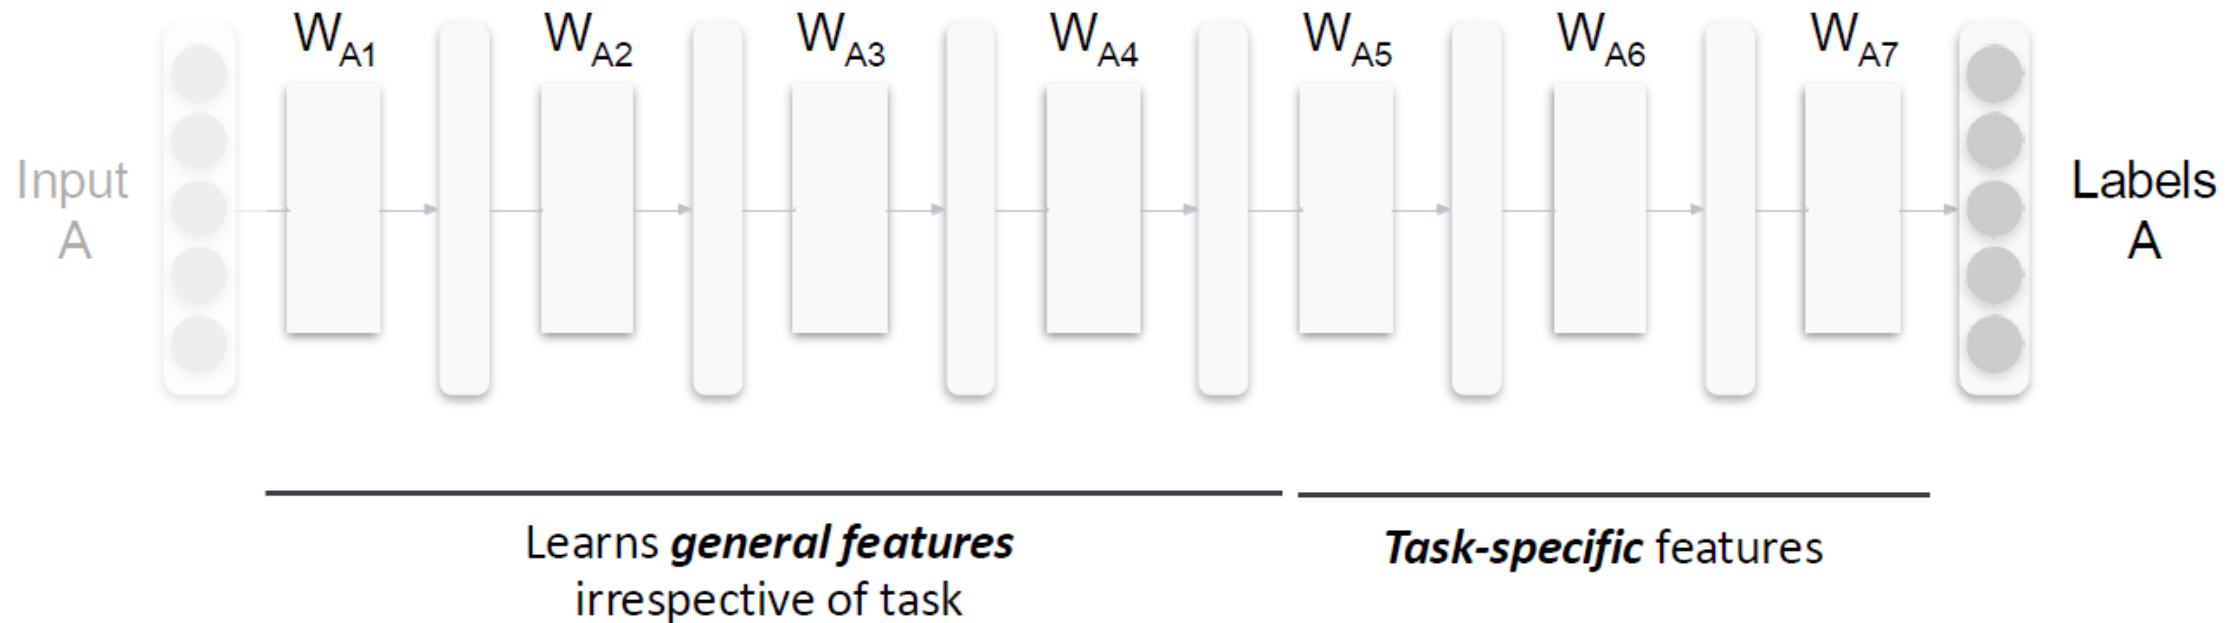 W_A1 W_A2 W_A3 W_A4 W_A5 W_A6 W_A7
Input
A
Labels
A
Learns general features
irrespective of task
Task-specific features